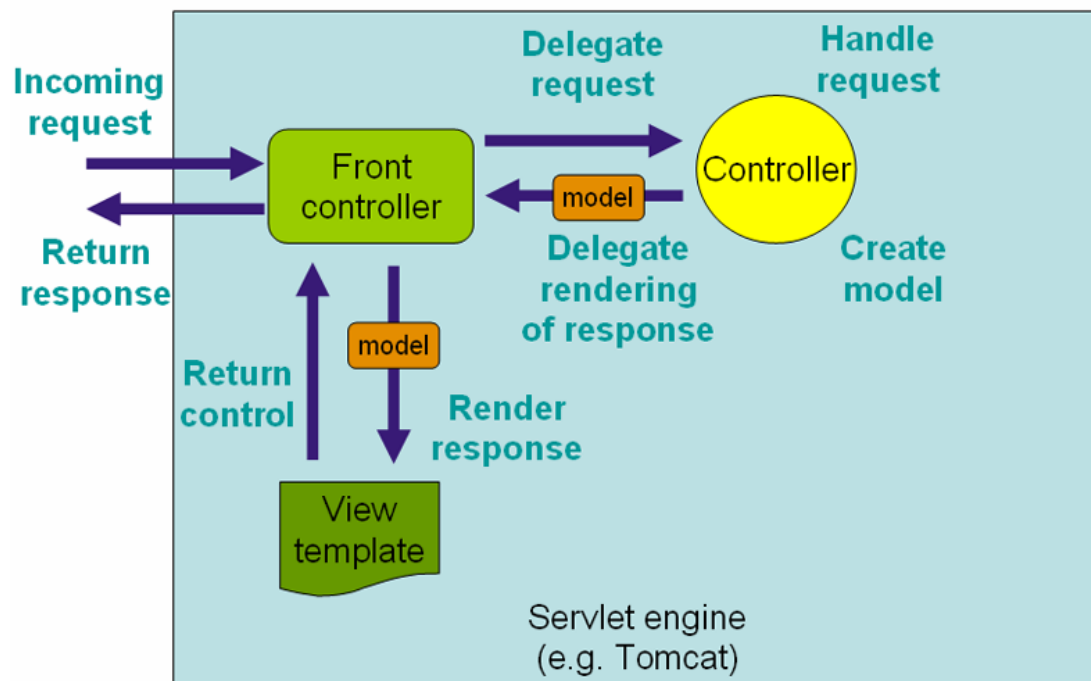 Incoming
request
Delegate
request
Handle
request
Front
controller
Controller
model
Return
response
Delegate
rendering
of response
Create
model
model
Return
control
Render
response
View
template
Servlet engine
(e.g. Tomcat)